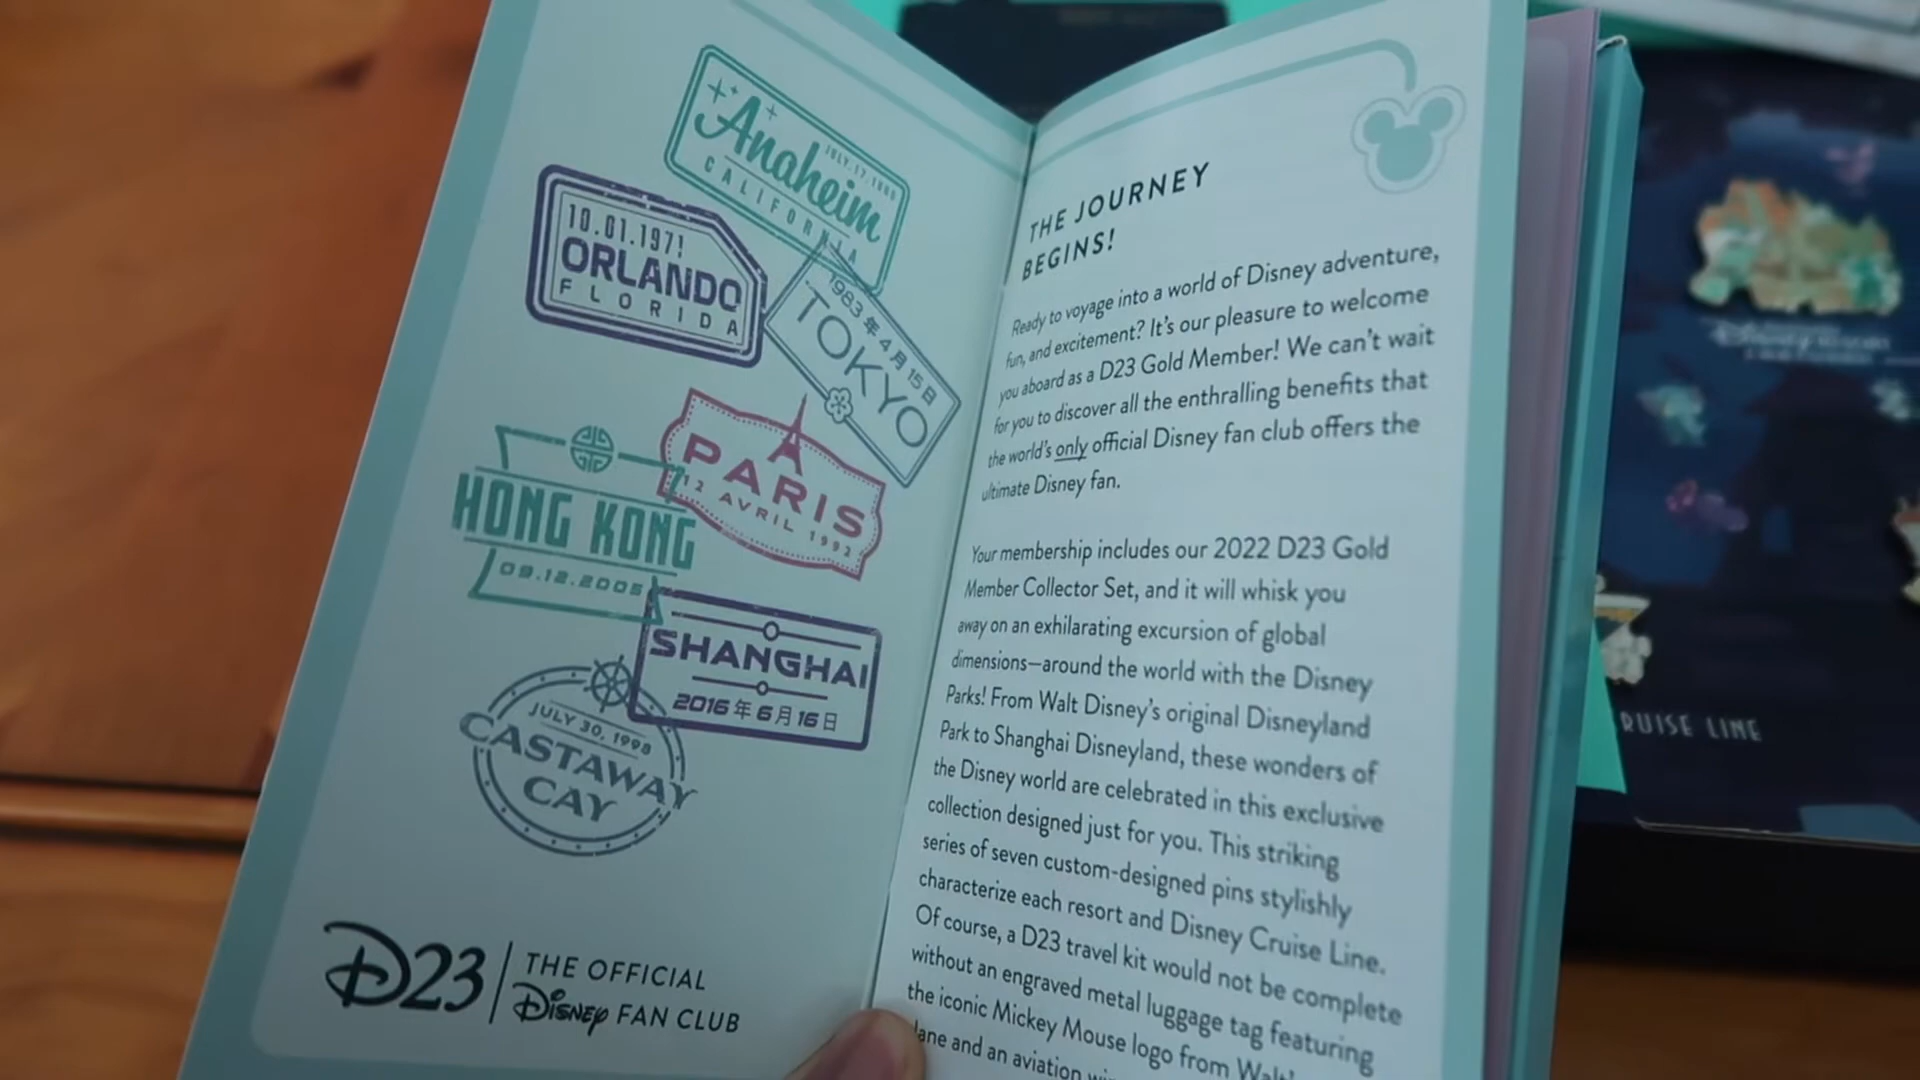 Anaheim
JULY.17.1955
CALIFORNIA
10.01.1971
ORLANDO
FLORIDA
1983年4月15日
TOKYO
PARIS
12 AVRIL 1992
HONG KONG
09.12.2005
SHANGHAI
2016年6月16日
JULY 30, 1998
CASTAWAY
CAY
D23 THE OFFICIAL
Disney FAN CLUB
THE JOURNEY
BEGINS!
Ready to voyage into a world of Disney adventure,
fun, and excitement? It's our pleasure to welcome
you aboard as a D23 Gold Member! We can't wait
for you to discover all the enthralling benefits that
the world's only official Disney fan club offers the
ultimate Disney fan.
Your membership includes our 2022 D23 Gold
Member Collector Set, and it will whisk you
away on an exhilarating excursion of global
dimensions—around the world with the Disney
Parks! From Walt Disney's original Disneyland
Park to Shanghai Disneyland, these wonders of
the Disney world are celebrated in this exclusive
collection designed just for you. This striking
series of seven custom-designed pins stylishly
characterize each resort and Disney Cruise Line.
Of course, a D23 travel kit would not be complete
without an engraved metal luggage tag featuring
the iconic Mickey Mouse logo from Walt
lane and an aviation
RUISE LINE